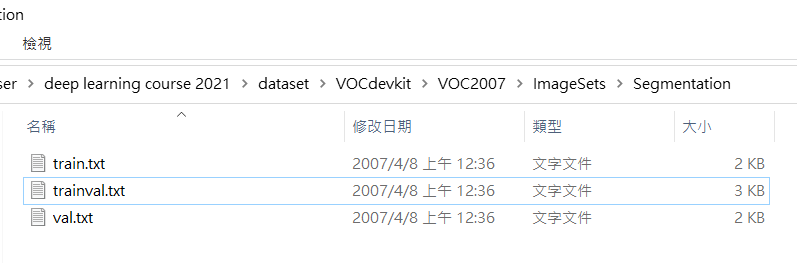 tion
檢視
ser > deep learning course 2021 > dataset > VOCdevkit > VOC2007 > ImageSets > Segmentation
名稱 修改日期 類型 大小
train.txt 2007/4/8 上午 12:36 文字文件 2 KB
trainval.txt 2007/4/8 上午 12:36 文字文件 3 KB
val.txt 2007/4/8 上午 12:36 文字文件 2 KB